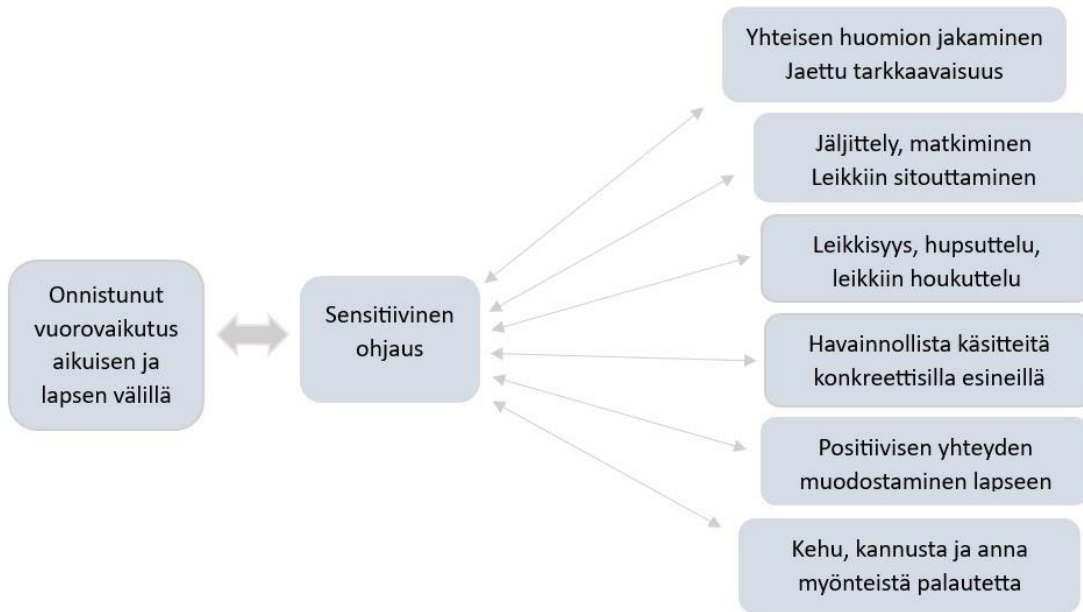 Onnistunut
vuorovaikutus
aikuisen ja
lapsen välillä
Sensitiivinen
ohjaus
Yhteisen huomion jakaminen
Jaettu tarkkaavaisuus
Jäljittely, matkiminen
Leikkiin sitouttaminen
Leikkisyys, hupsuttelu,
leikkiin houkuttelu
Havainnollista käsitteitä
konkreettisilla esineillä
Positiivisen yhteyden
muodostaminen lapseen
Kehu, kannusta ja anna
myönteistä palautetta